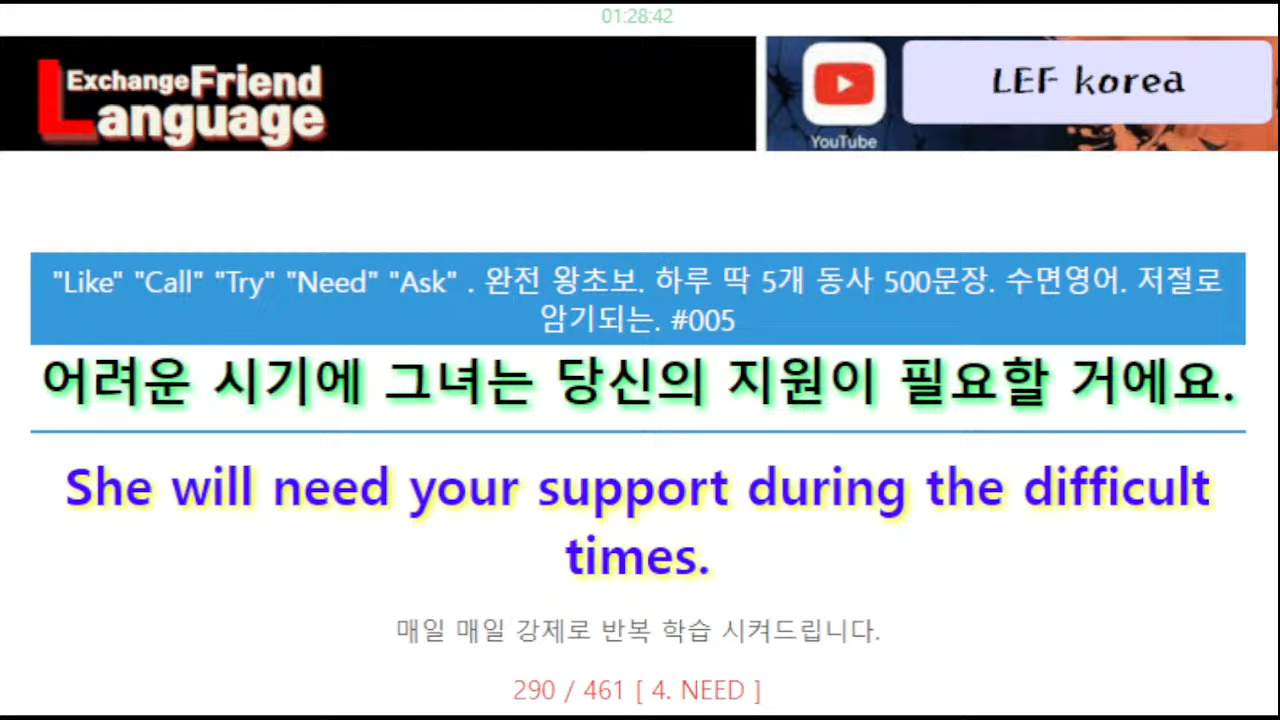 01:28:42
ExchangeFriend
Language
LEF korea
YouTube
"Like" "Call" "Try" "Need" "Ask" . 완전 왕초보. 하루 딱 5개 동사 500문장. 수면영어. 저절로
암기되는. #005
어려운 시기에 그녀는 당신의 지원이 필요할 거에요.
She will need your support during the difficult
times.
매일 매일 강제로 반복 학습 시켜드립니다.
290 / 461 [ 4. NEED ]